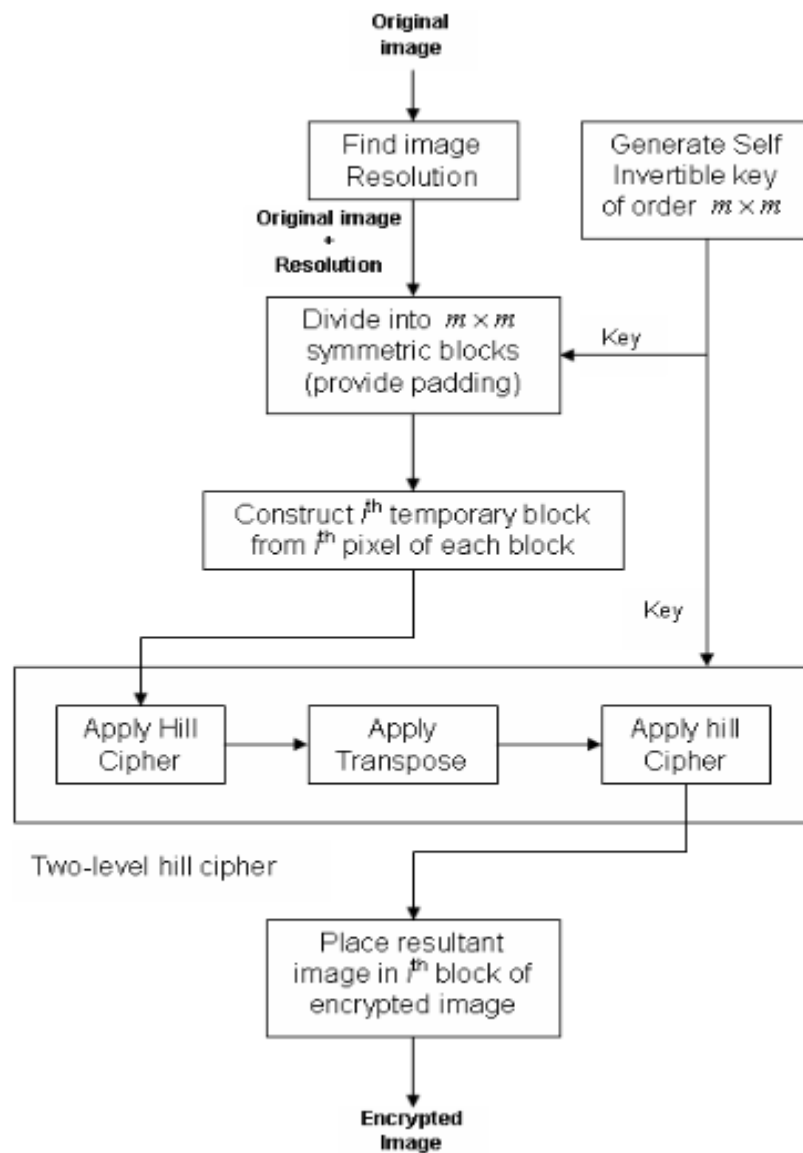 Original
image
Find image
Resolution
Generate Self
Invertible key
of order m × m
Original image
+
Resolution
Divide into m × m
symmetric blocks
(provide padding)
Key
Construct ith temporary block
from ith pixel of each block
Key
Apply Hill
Cipher
Apply
Transpose
Apply hill
Cipher
Two-level hill cipher
Place resultant
image in ith block of
encrypted image
Encrypted
Image